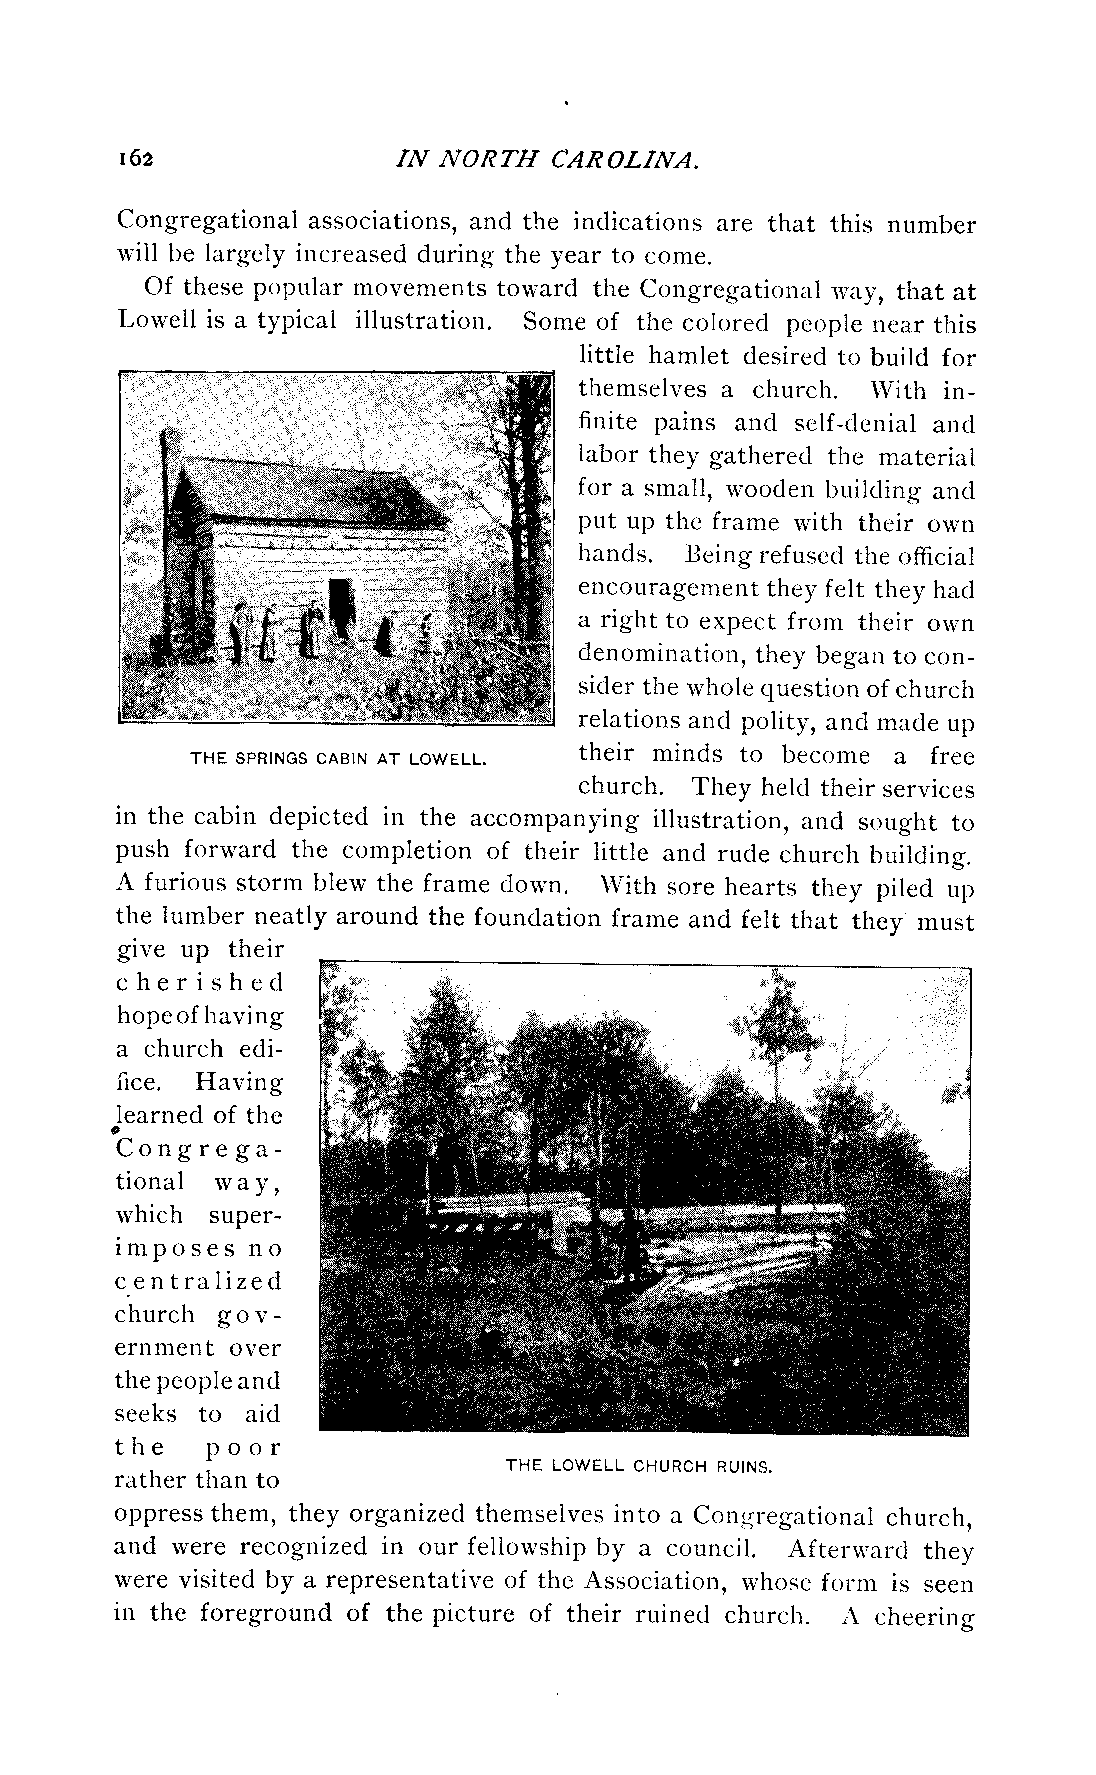 162 IN NORTH CAROLINA.
Congregational associations, and the indications are that this number
will be largely increased during the year to come.
Of these popular movements toward the Congregational way, that at
Lowell is a typical illustration. Some of the colored people near this
little hamlet desired to build for
themselves a church. With in-
finite pains and self-denial and
labor they gathered the material
for a small, wooden building and
put up the frame with their own
hands. Being refused the official
encouragement they felt they had
a right to expect from their own
denomination, they began to con-
sider the whole question of church
relations and polity, and made up
their minds to become a free
church. They held their services
THE SPRINGS CABIN AT LOWELL.
in the cabin depicted in the accompanying illustration, and sought to
push forward the completion of their little and rude church building.
A furious storm blew the frame down. With sore hearts they piled up
the lumber neatly around the foundation frame and felt that they must
give up their
cherished
hope of having
a church edi-
fice. Having
learned of the
Congrega-
tional way,
which super-
imposes no
centralized
church gov-
ernment over
the people and
seeks to aid
the poor
rather than to
THE LOWELL CHURCH RUINS.
oppress them, they organized themselves into a Congregational church,
and were recognized in our fellowship by a council. Afterward they
were visited by a representative of the Association, whose form is seen
in the foreground of the picture of their ruined church. A cheering